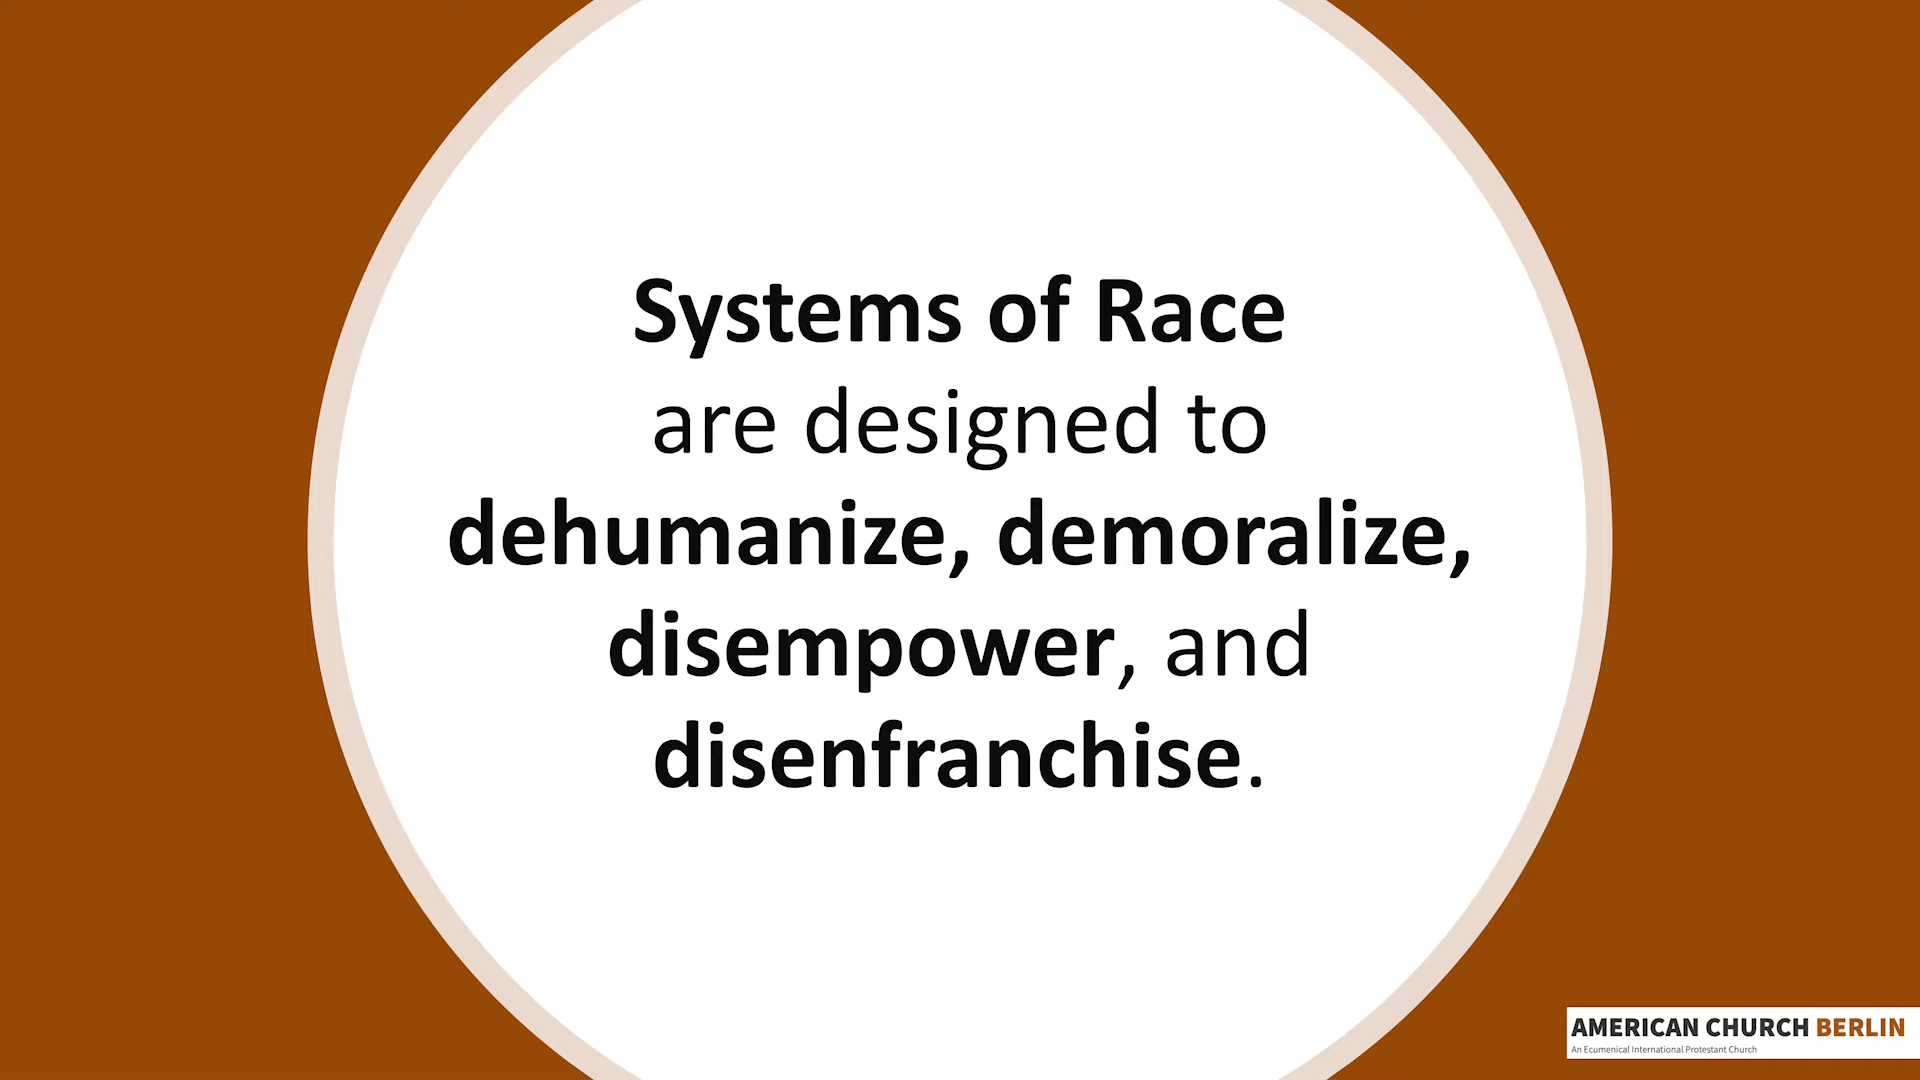 Systems of Race
are designed to
dehumanize, demoralize,
disempower, and
disenfranchise.
AMERICAN CHURCH BERLIN
An Ecumenical International Protestant Church